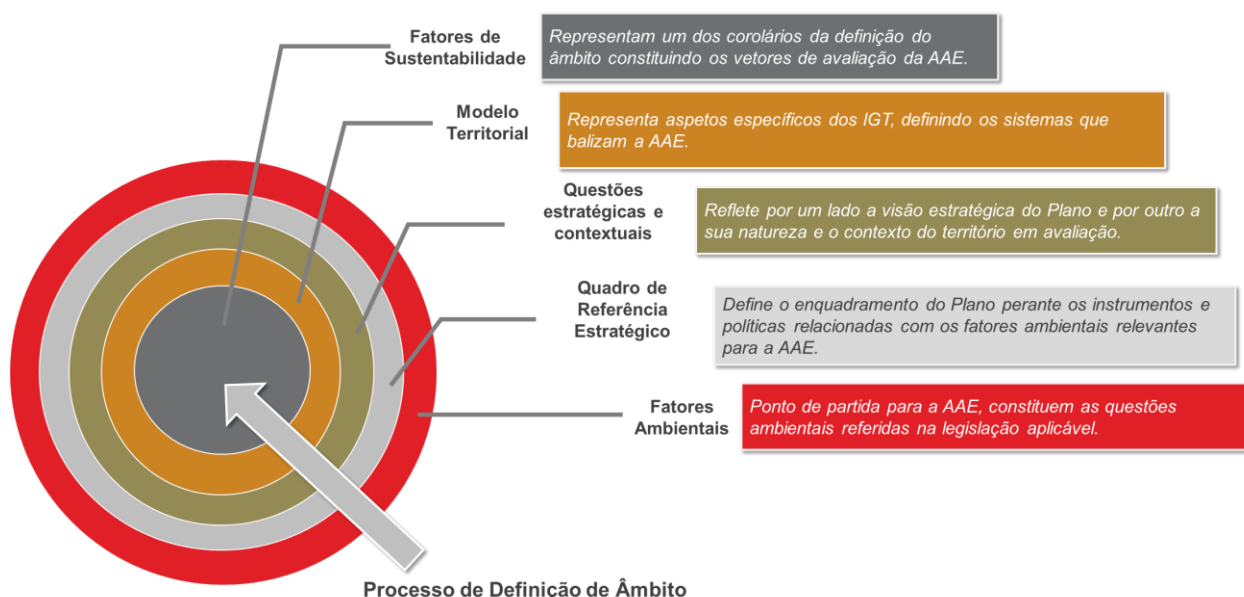 Fatores de
Sustentabilidade
Representam um dos corolários da definição do
âmbito constituindo os vetores de avaliação da AAE.
Modelo
Territorial
Representa aspetos específicos dos IGT, definindo os sistemas que
balizam a AAE.
Questões
estratégicas e
contextuais
Reflete por um lado a visão estratégica do Plano e por outro a
sua natureza e o contexto do território em avaliação.
Quadro de
Referência
Estratégico
Define o enquadramento do Plano perante os instrumentos e
políticas relacionadas com os fatores ambientais relevantes
para a AAE.
Fatores
Ambientais
Ponto de partida para a AAE, constituem as questões
ambientais referidas na legislação aplicável.
Processo de Definição de Âmbito